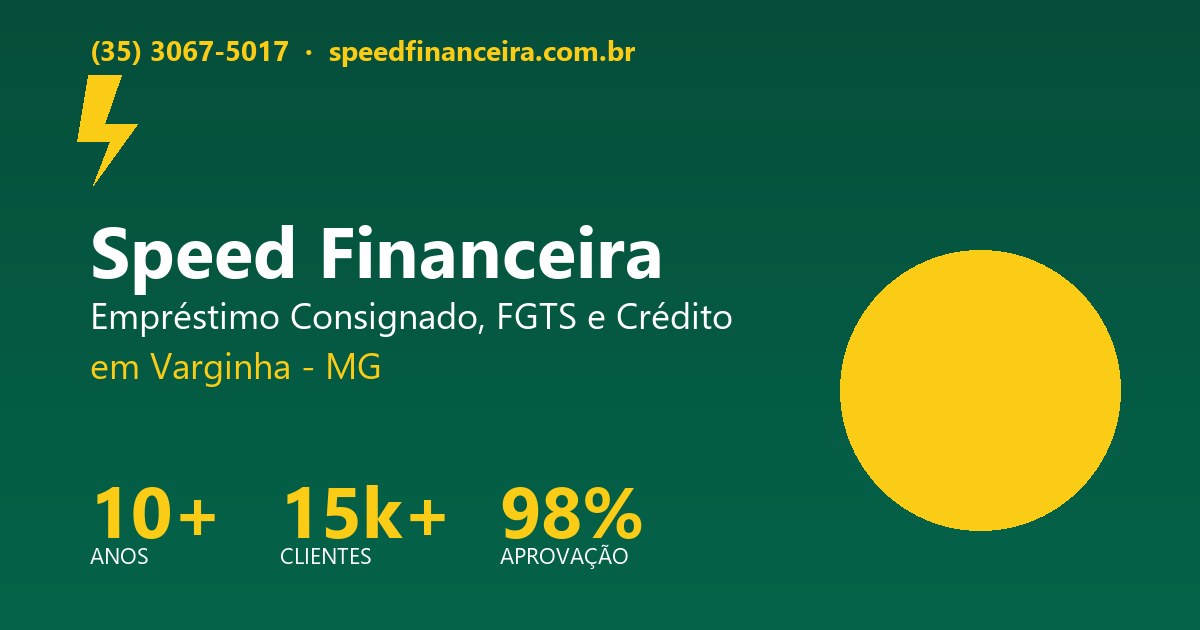 (35) 3067-5017 · speedfinanceira.com.br
Speed Financeira
Empréstimo Consignado, FGTS e Crédito
em Varginha - MG
10+ 15k+ 98%
ANOS CLIENTES APROVAÇÃO